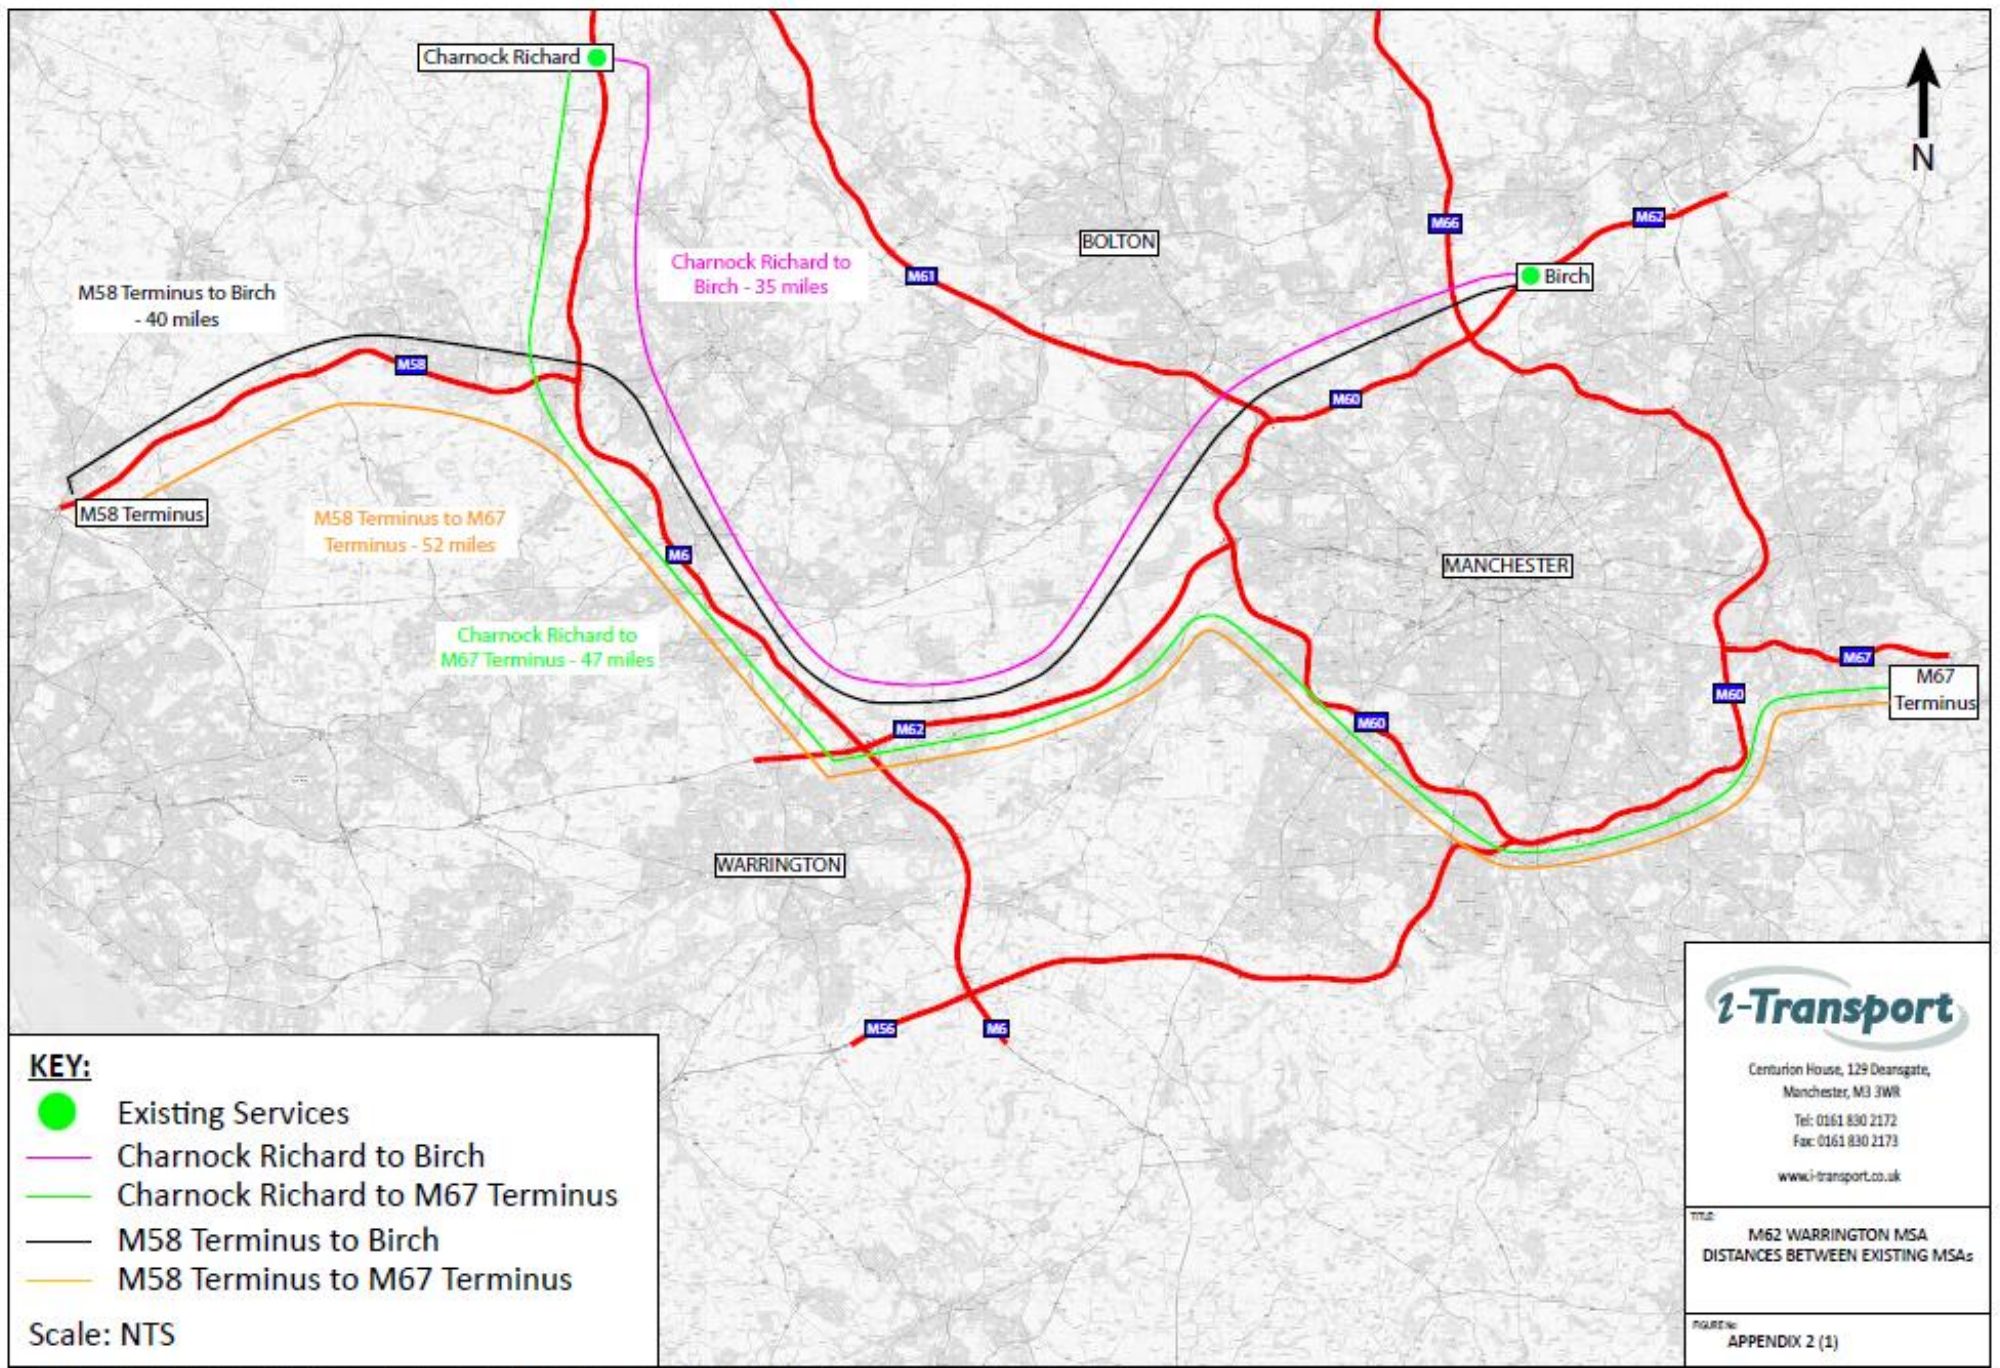 Charnock Richard
N
M66
M62
BOLTON
Charnock Richard to
Birch - 35 miles
M61
Birch
M58 Terminus to Birch
- 40 miles
M58
M60
M58 Terminus
M58 Terminus to M67
Terminus - 52 miles
M6
MANCHESTER
Charnock Richard to
M67 Terminus - 47 miles
M67
M67
Terminus
M60
M62
M60
WARRINGTON
M56
M6
KEY:
Existing Services
Charnock Richard to Birch
Charnock Richard to M67 Terminus
M58 Terminus to Birch
M58 Terminus to M67 Terminus
Scale: NTS
i-Transport
Centurion House, 129 Deansgate,
Manchester, M3 3WR
Tel: 0161 830 2172
Fax: 0161 830 2173
www.i-transport.co.uk
TITLE:
M62 WARRINGTON MSA
DISTANCES BETWEEN EXISTING MSAs
FIGURE No:
APPENDIX 2 (1)